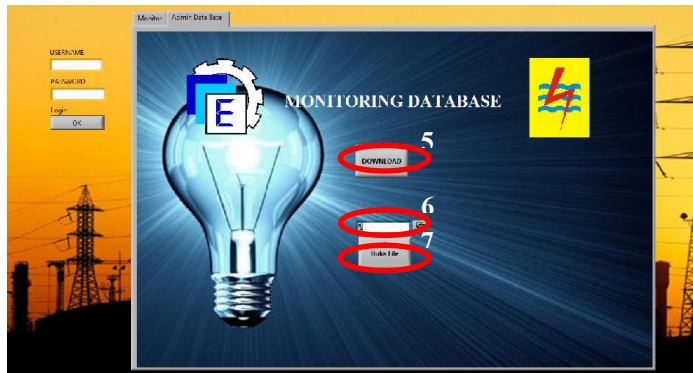 Monitor Admin Data Base
USERNAME
PASSWORD
Login
OK
E
MONITORING DATABASE
5
DOWNLOAD
6
7
Buka File